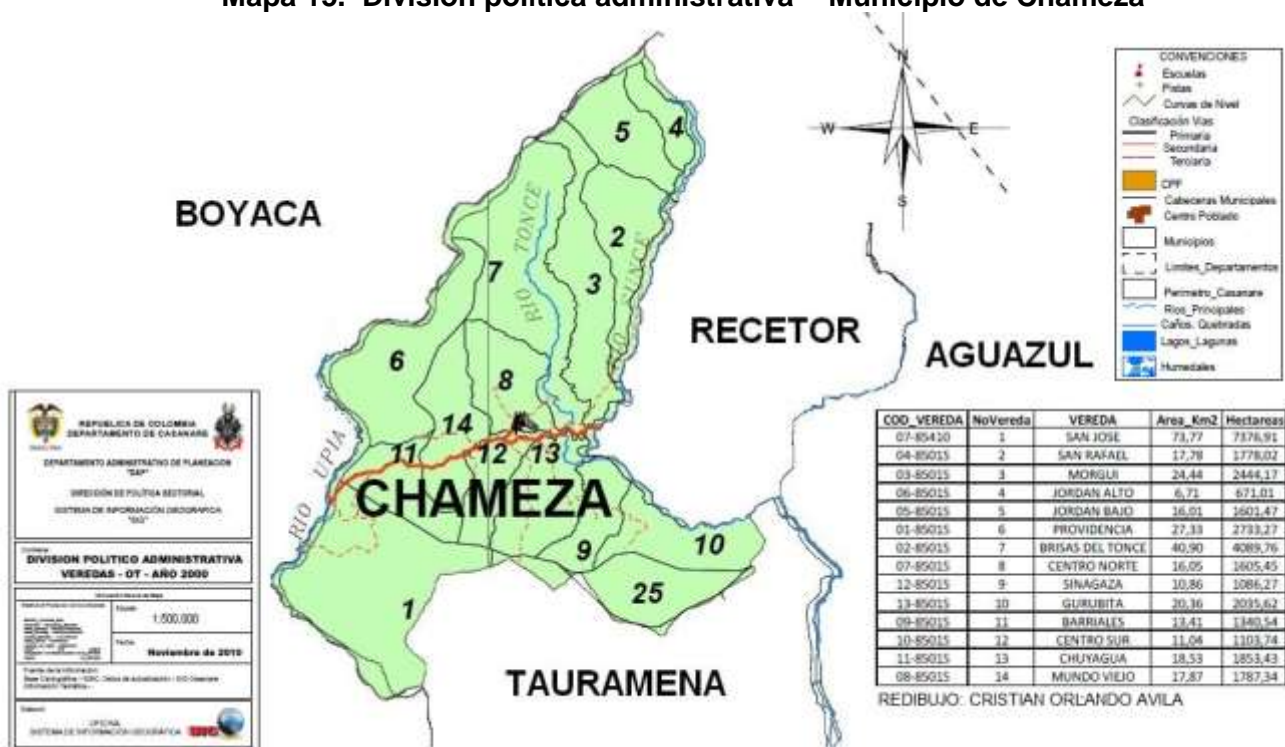 Mapa 15. División política administrativa – Municipio de Chámeza
N
W
E
S
BOYACA
RECETOR
AGUAZUL
TAURAMENA
CHAMEZA
RIO TONCE
RIO UPIA
5
4
2
7
3
6
8
14
11
12
13
9
10
25
1
CONVENCIONES
Escuelas
Pistas
Curvas de Nivel
Clasificación Vias
Primaria
Secundaria
Terciaria
CPF
Cabeceras Municipales
Centro Poblado
Municipios
Limites_Departamentos
Perimetro_Casanare
Rios_Principales
Caños, Quebradas
Lagos_Lagunas
Humedales
REPUBLICA DE COLOMBIA
DEPARTAMENTO DE CASANARE
DEPARTAMENTO ADMINISTRATIVO DE PLANEACION
"DAP"
DIRECCIÓN DE POLÍTICA SECTORIAL
SISTEMA DE INFORMACIÓN GEOGRAFICA
"SIG"
DIVISION POLITICO ADMINISTRATIVA
VEREDAS - OT - AÑO 2000
1:500.000
Noviembre de 2010
OFICINA
SISTEMA DE INFORMACIÓN GEOGRÁFICA
COD_VEREDA NoVereda VEREDA Area_Km2 Hectareas
07-85410 1 SAN JOSE 73,77 7376,91
04-85015 2 SAN RAFAEL 17,78 1778,02
03-85015 3 MORGUI 24,44 2444,17
06-85015 4 JORDAN ALTO 6,71 671,01
05-85015 5 JORDAN BAJO 16,01 1601,47
01-85015 6 PROVIDENCIA 27,33 2733,27
02-85015 7 BRISAS DEL TONCE 40,90 4089,76
07-85015 8 CENTRO NORTE 16,05 1605,45
12-85015 9 SINAGAZA 10,86 1086,27
13-85015 10 GURUBITA 20,36 2035,62
09-85015 11 BARRIALES 13,41 1340,54
10-85015 12 CENTRO SUR 11,04 1103,74
11-85015 13 CHUYAGUA 18,53 1853,43
08-85015 14 MUNDO VIEJO 17,87 1787,34
REDIBUJO: CRISTIAN ORLANDO AVILA